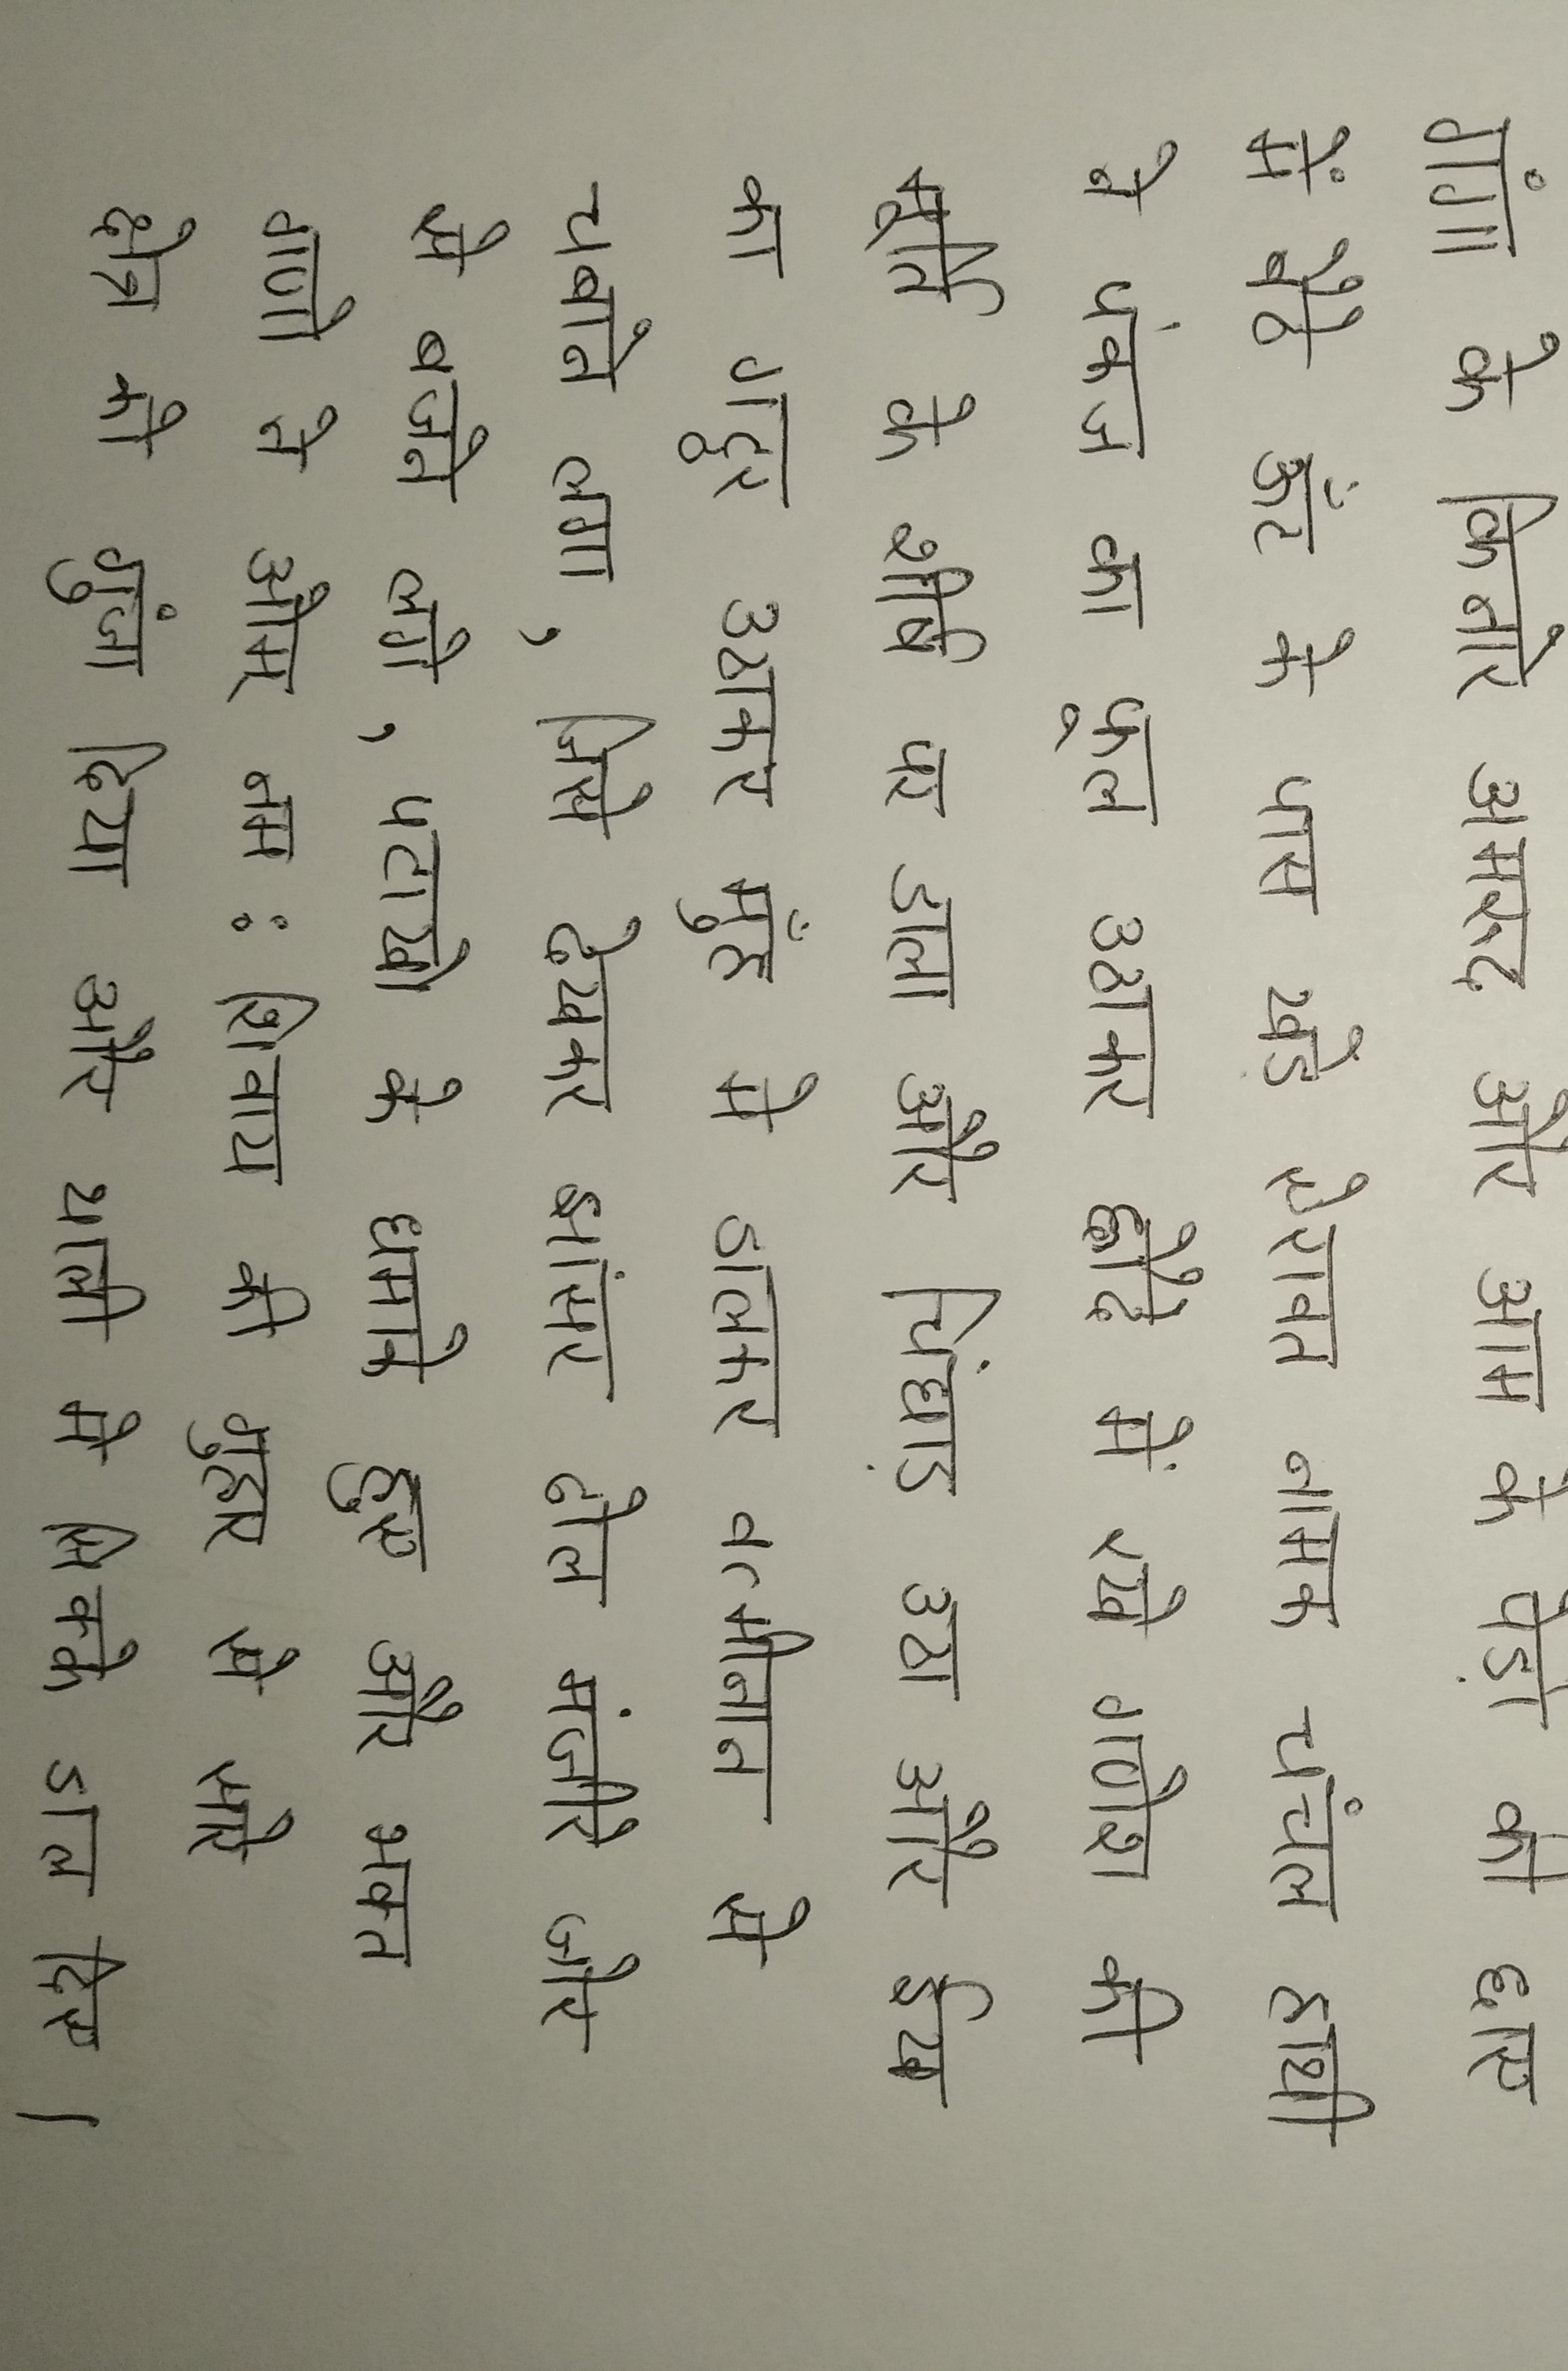 गंगा के किनारे अमरुद और आम के पेड़ो की छाए
में बैठे ऊँट के पास खड़े ऐरावत नामक चंचल हाथी
ने पंकज का फूल उठाकर हौदे में रखे गणेश की
मूर्ति के शीर्ष पर डाला और चिंघाड़ उठा और ईख
का गट्ठर उठाकर मुँह मे डालकर से
चबाने लगा, जिसे देखकर झांसर ढोल मंजीरे जोर
से बजने लगे, पटाखो के धमाके हुए और भक्त
गणो ने ओम् नम : शिवाय की गुहार से सारे
क्षेत्र को गुंजा दिया और थाली मे सिक्के डाल दिए।